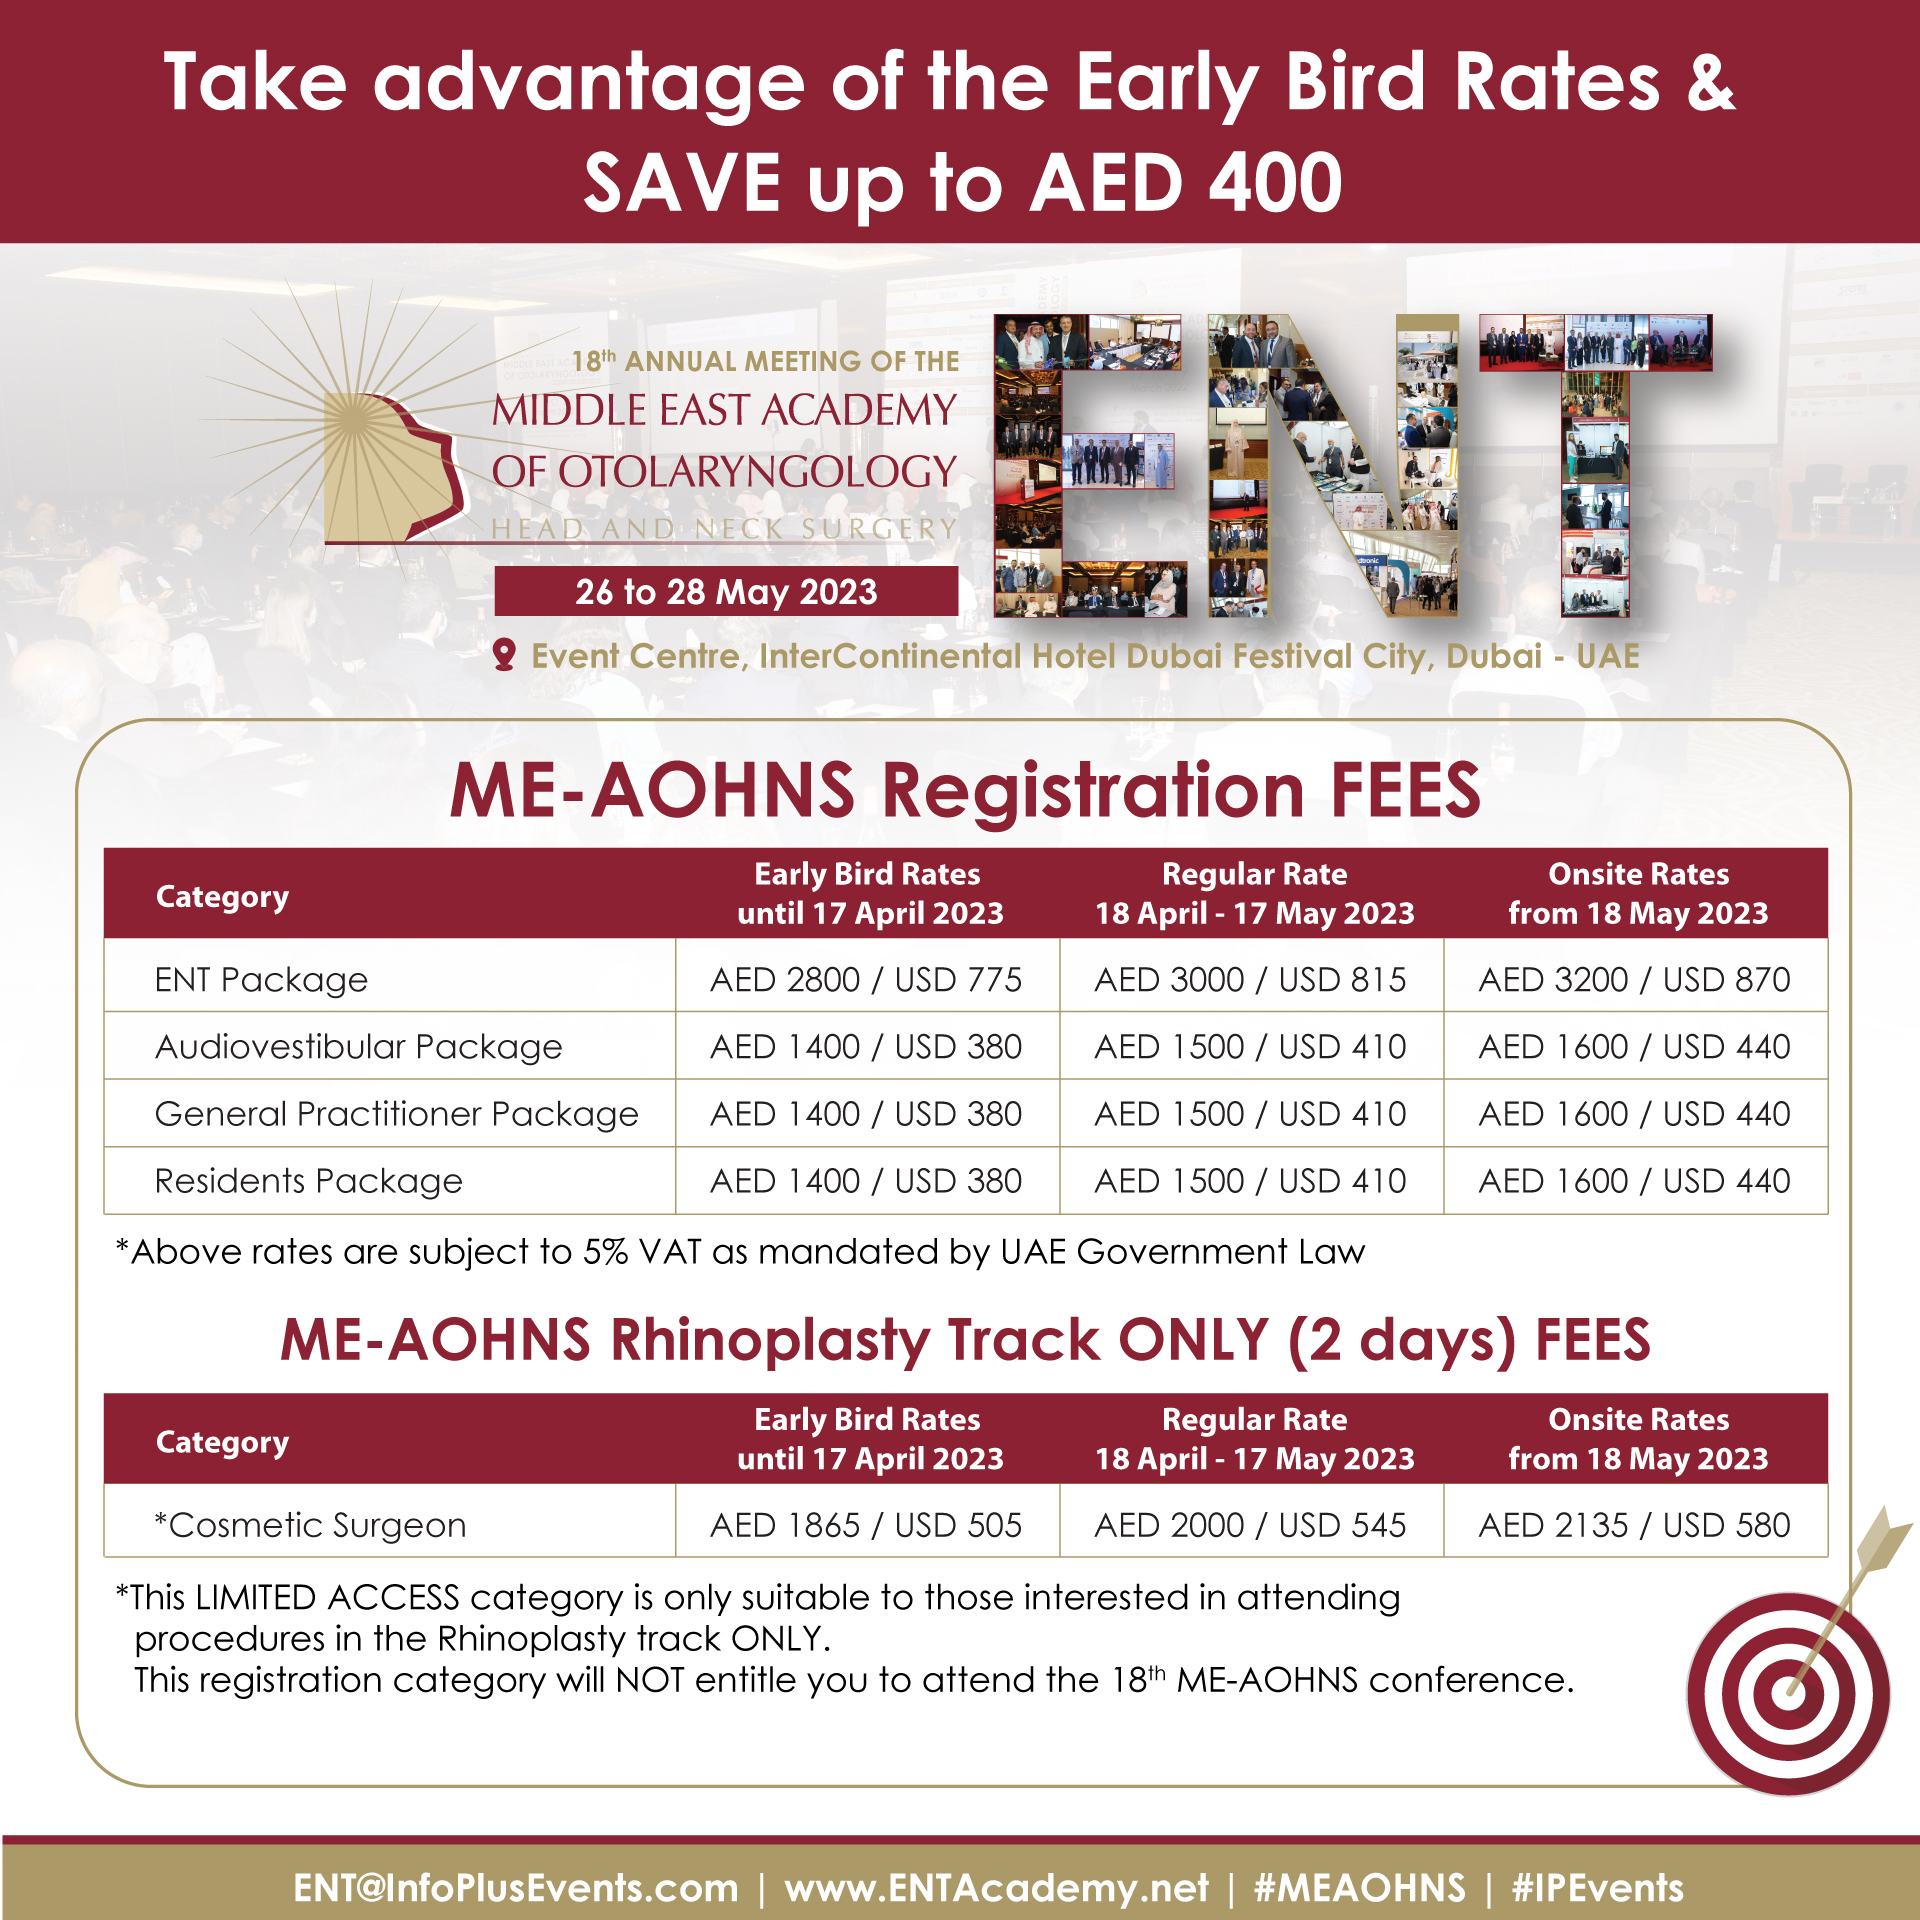 Take advantage of the Early Bird Rates &
SAVE up to AED 400
18th ANNUAL MEETING OF THE
MIDDLE EAST ACADEMY
OF OTOLARYNGOLOGY
HEAD AND NECK SURGERY
ENT
26 to 28 May 2023
Event Centre, InterContinental Hotel Dubai Festival City, Dubai - UAE
ME-AOHNS Registration FEES
Category | Early Bird Rates until 17 April 2023 | Regular Rate 18 April - 17 May 2023 | Onsite Rates from 18 May 2023
ENT Package | AED 2800 / USD 775 | AED 3000 / USD 815 | AED 3200 / USD 870
Audiovestibular Package | AED 1400 / USD 380 | AED 1500 / USD 410 | AED 1600 / USD 440
General Practitioner Package | AED 1400 / USD 380 | AED 1500 / USD 410 | AED 1600 / USD 440
Residents Package | AED 1400 / USD 380 | AED 1500 / USD 410 | AED 1600 / USD 440
*Above rates are subject to 5% VAT as mandated by UAE Government Law
ME-AOHNS Rhinoplasty Track ONLY (2 days) FEES
Category | Early Bird Rates until 17 April 2023 | Regular Rate 18 April - 17 May 2023 | Onsite Rates from 18 May 2023
*Cosmetic Surgeon | AED 1865 / USD 505 | AED 2000 / USD 545 | AED 2135 / USD 580
*This LIMITED ACCESS category is only suitable to those interested in attending
procedures in the Rhinoplasty track ONLY.
This registration category will NOT entitle you to attend the 18th ME-AOHNS conference.
ENT@InfoPlusEvents.com | www.ENTAcademy.net | #MEAOHNS | #IPEvents